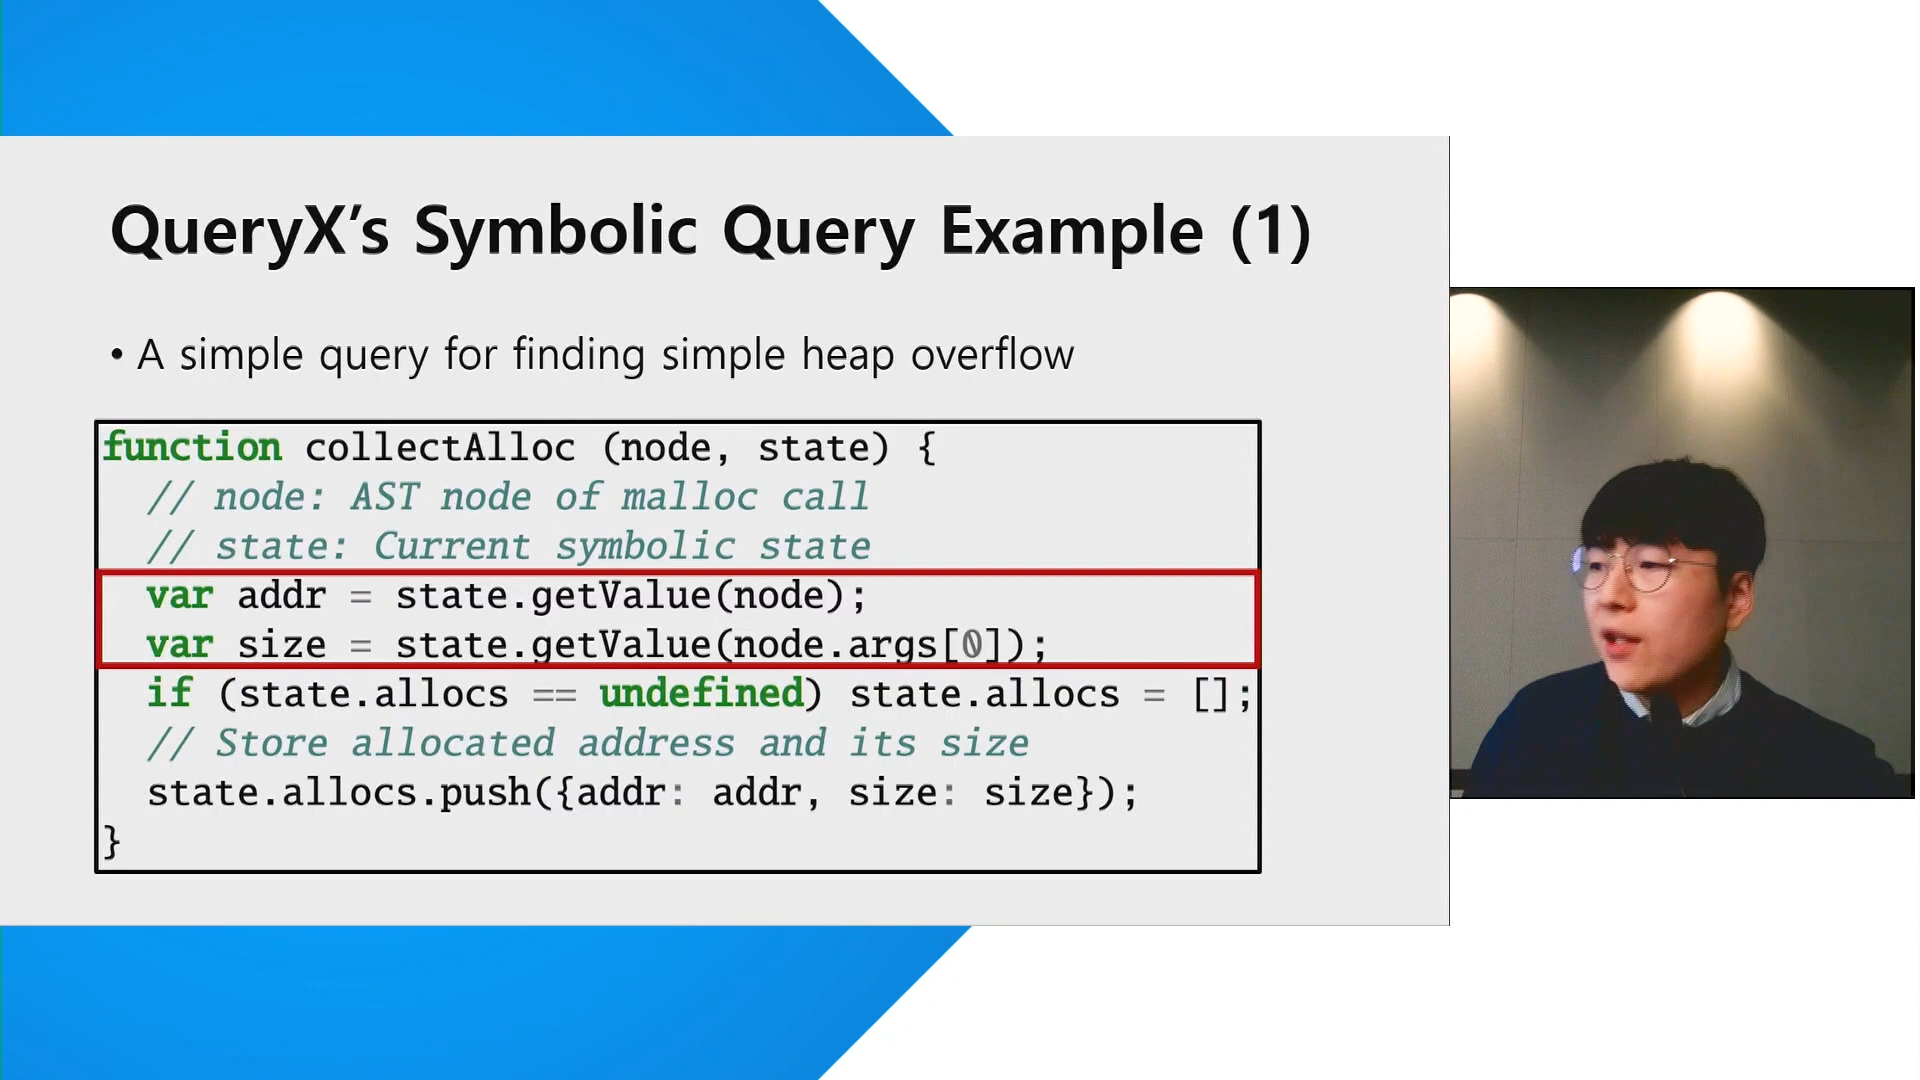 QueryX’s Symbolic Query Example (1)
• A simple query for finding simple heap overflow
function collectAlloc (node, state) {
// node: AST node of malloc call
// state: Current symbolic state
var addr = state.getValue(node);
var size = state.getValue(node.args[0]);
if (state.allocs == undefined) state.allocs = [];
// Store allocated address and its size
state.allocs.push({addr: addr, size: size});
}